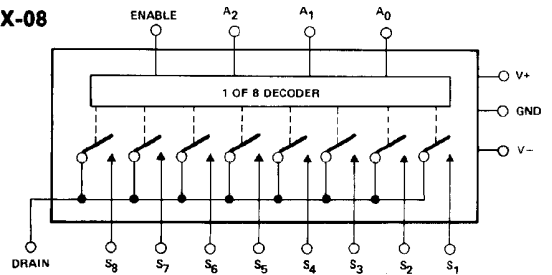 X-08
ENABLE A2 A1 A0
1 OF 8 DECODER
V+
GND
V−
DRAIN S8 S7 S6 S5 S4 S3 S2 S1